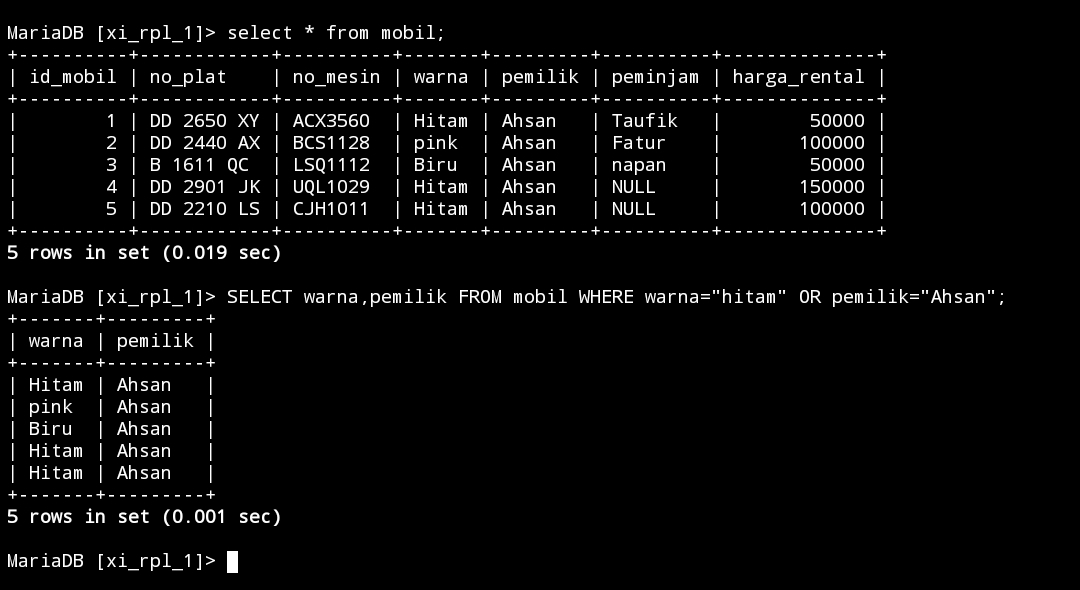 MariaDB [xi_rpl_1]> select * from mobil;
+----------+------------+----------+-------+---------+----------+--------------+
| id_mobil | no_plat    | no_mesin | warna | pemilik | peminjam | harga_rental |
+----------+------------+----------+-------+---------+----------+--------------+
|        1 | DD 2650 XY | ACX3560  | Hitam | Ahsan   | Taufik   |        50000 |
|        2 | DD 2440 AX | BCS1128  | pink  | Ahsan   | Fatur    |       100000 |
|        3 | B 1611 QC  | LSQ1112  | Biru  | Ahsan   | napan    |        50000 |
|        4 | DD 2901 JK | UQL1029  | Hitam | Ahsan   | NULL     |       150000 |
|        5 | DD 2210 LS | CJH1011  | Hitam | Ahsan   | NULL     |       100000 |
+----------+------------+----------+-------+---------+----------+--------------+
5 rows in set (0.019 sec)
MariaDB [xi_rpl_1]> SELECT warna,pemilik FROM mobil WHERE warna="hitam" OR pemilik="Ahsan";
+-------+---------+
| warna | pemilik |
+-------+---------+
| Hitam | Ahsan   |
| pink  | Ahsan   |
| Biru  | Ahsan   |
| Hitam | Ahsan   |
| Hitam | Ahsan   |
+-------+---------+
5 rows in set (0.001 sec)
MariaDB [xi_rpl_1]>